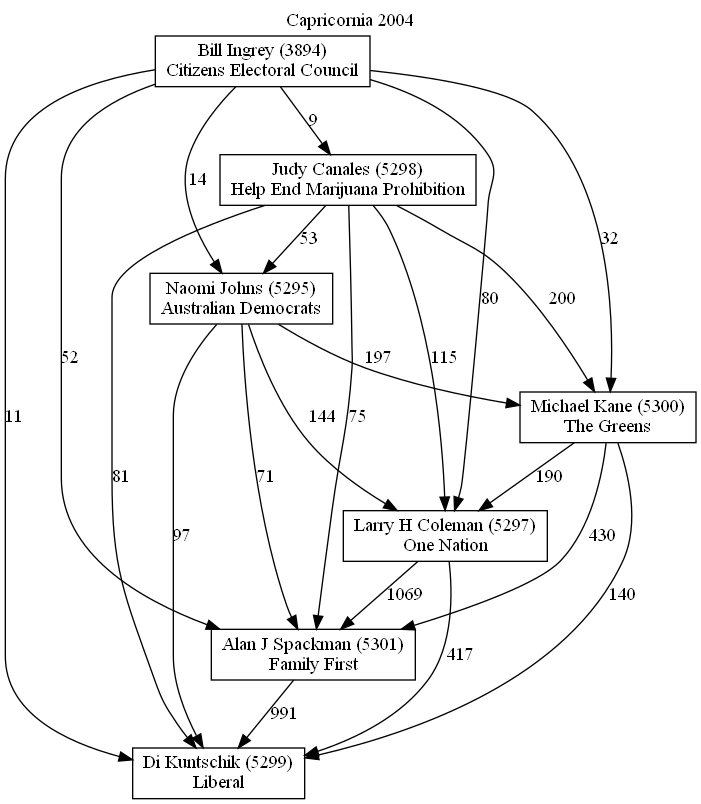 Capricornia 2004
Bill Ingrey (3894)
Citizens Electoral Council
9
Judy Canales (5298)
Help End Marijuana Prohibition
14
53
32
Naomi Johns (5295)
Australian Democrats
80
200
52
197
115
Michael Kane (5300)
The Greens
11
144
75
81
71
190
Larry H Coleman (5297)
One Nation
97
430
1069
140
Alan J Spackman (5301)
Family First
417
991
Di Kuntschik (5299)
Liberal